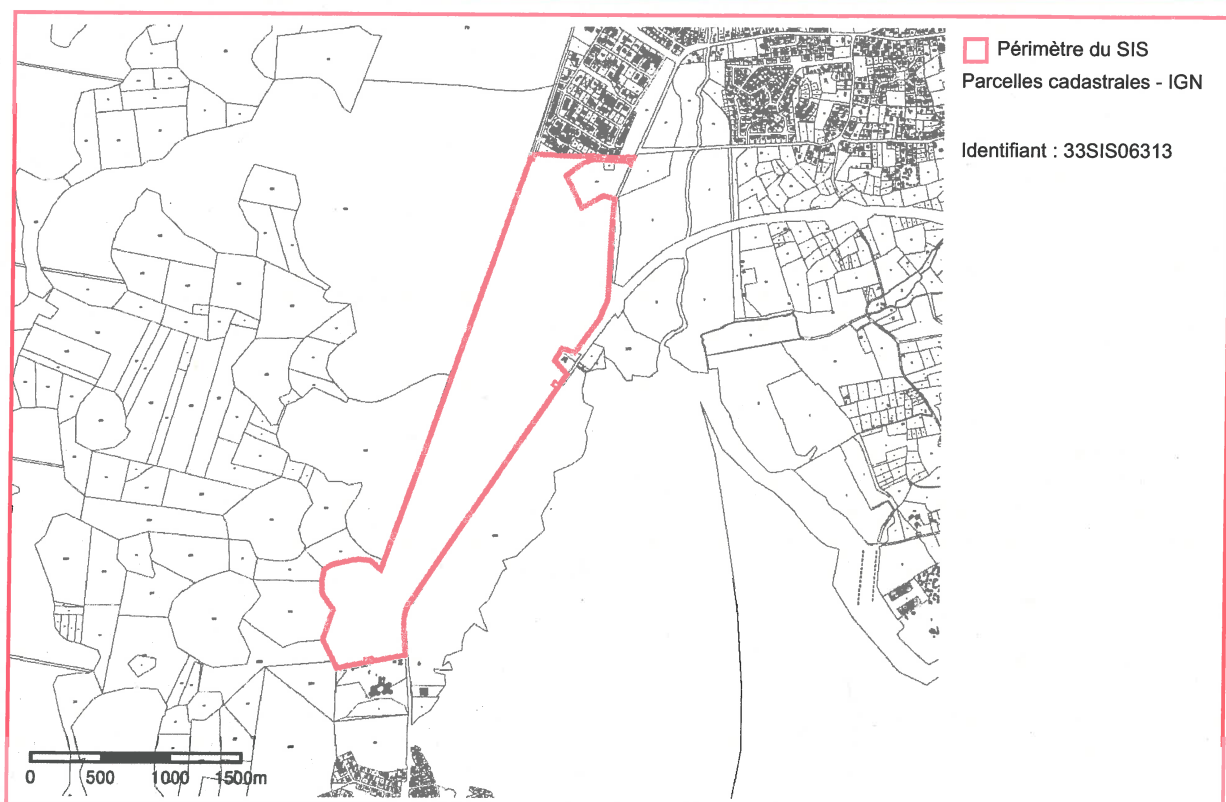 Périmètre du SIS
Parcelles cadastrales - IGN
Identifiant : 33SIS06313
0 500 1000 1500m